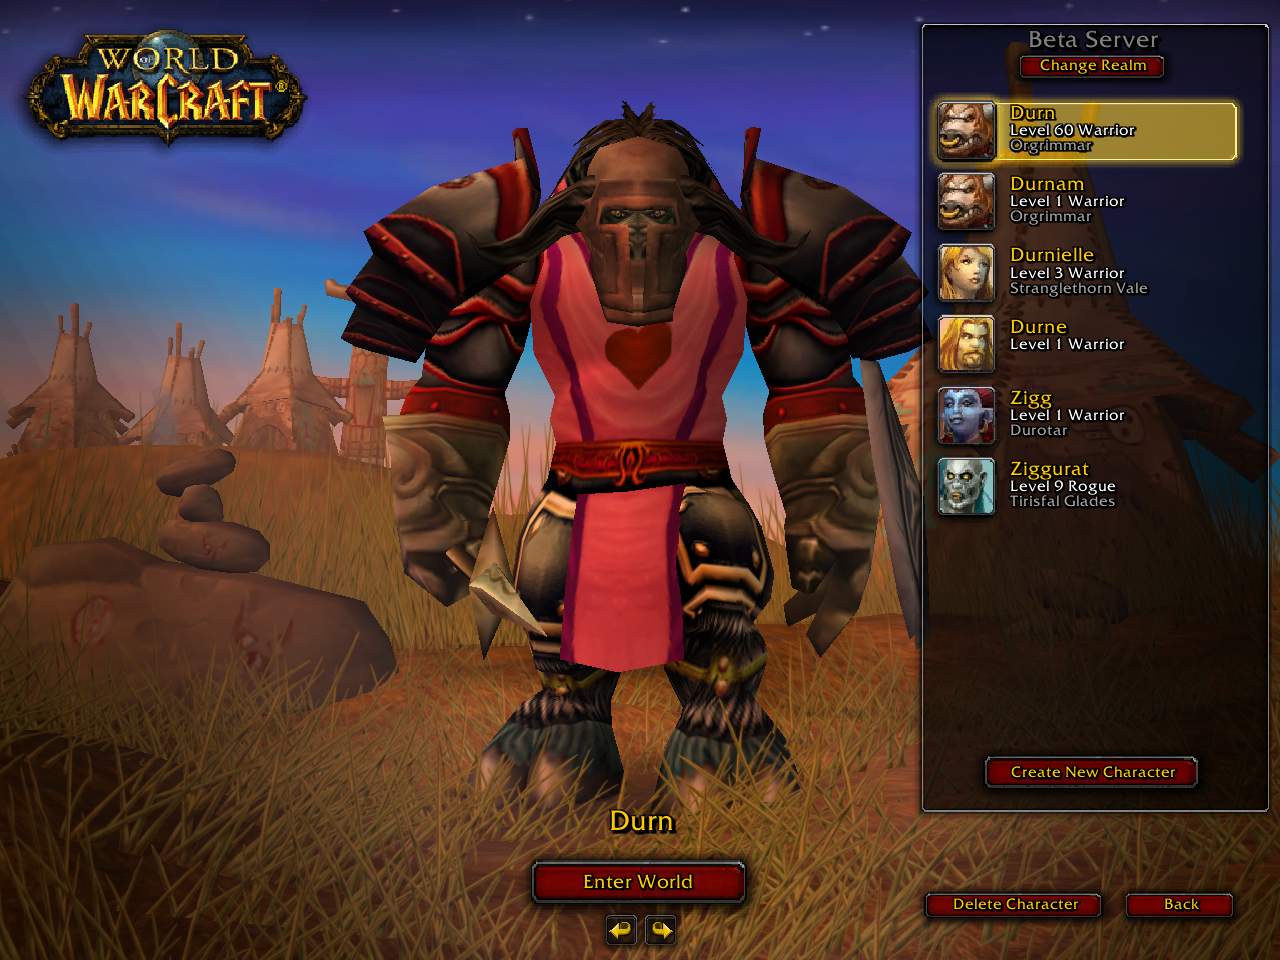 WORLD
OF
WARCRAFT®
Beta Server
Change Realm
Durn
Level 60 Warrior
Orgrimmar
Durnam
Level 1 Warrior
Orgrimmar
Durnielle
Level 3 Warrior
Stranglethorn Vale
Durne
Level 1 Warrior
Zigg
Level 1 Warrior
Durotar
Ziggurat
Level 9 Rogue
Tirisfal Glades
Create New Character
Durn
Enter World
Delete Character
Back